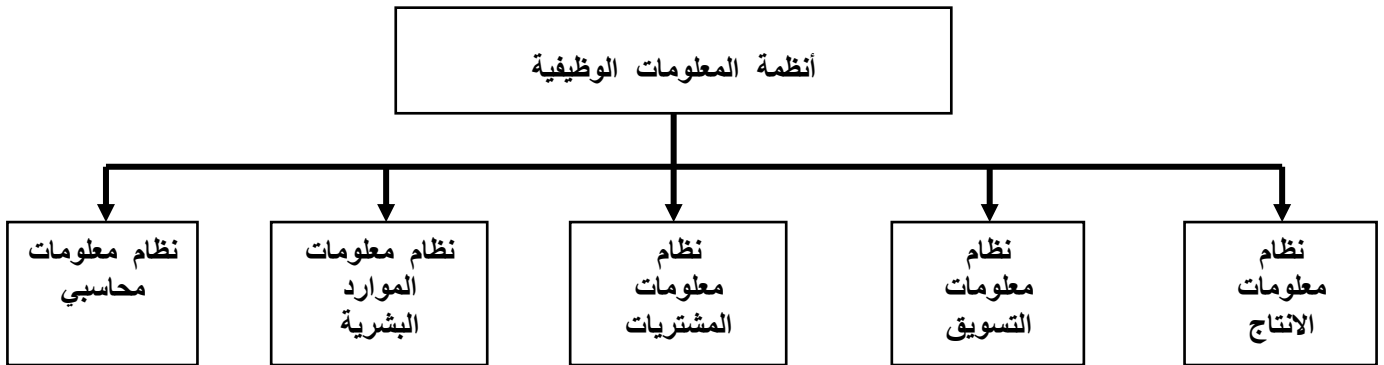 أنظمة المعلومات الوظيفية
نظام
معلومات
الانتاج
نظام
معلومات
التسويق
نظام
معلومات
المشتريات
نظام معلومات
الموارد
البشرية
نظام معلومات
محاسبي